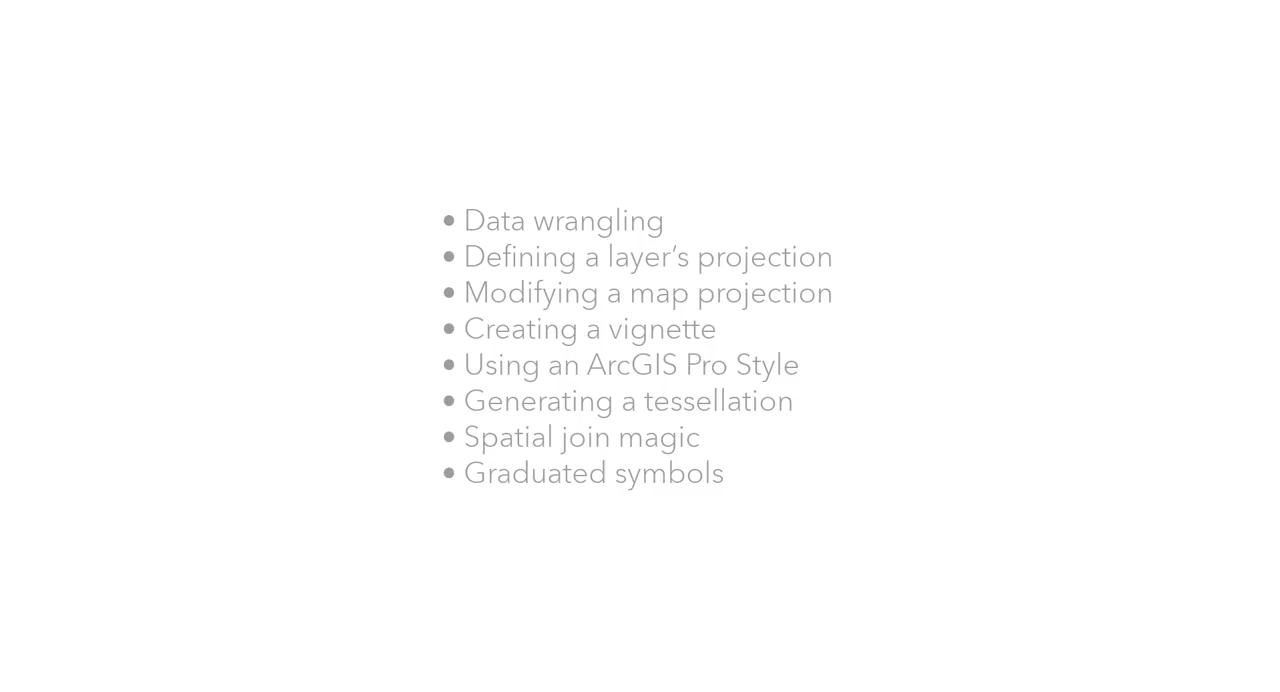 • Data wrangling
• Defining a layer’s projection
• Modifying a map projection
• Creating a vignette
• Using an ArcGIS Pro Style
• Generating a tessellation
• Spatial join magic
• Graduated symbols